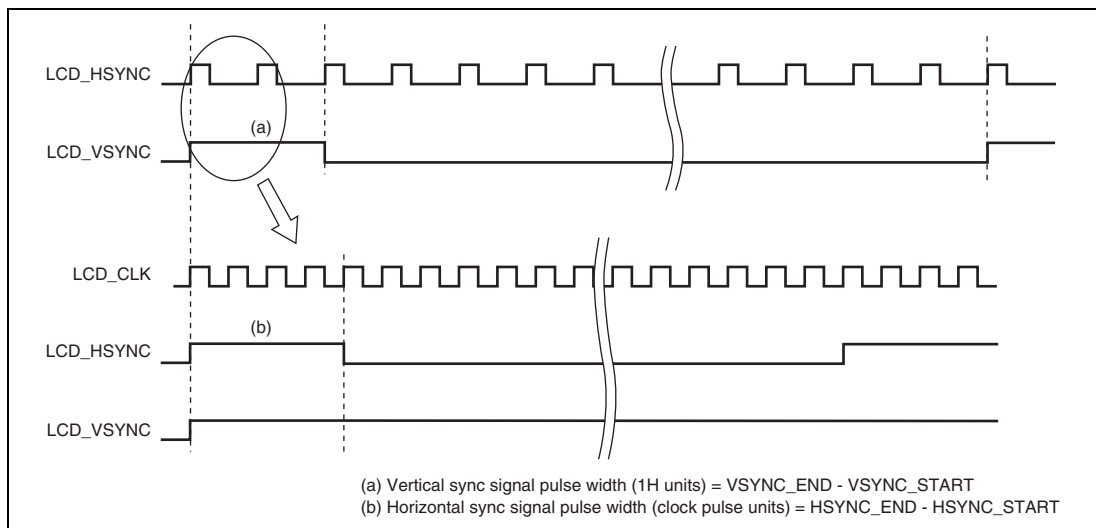 LCD_HSYNC
(a)
LCD_VSYNC
LCD_CLK
(b)
LCD_HSYNC
LCD_VSYNC
(a) Vertical sync signal pulse width (1H units) = VSYNC_END - VSYNC_START
(b) Horizontal sync signal pulse width (clock pulse units) = HSYNC_END - HSYNC_START